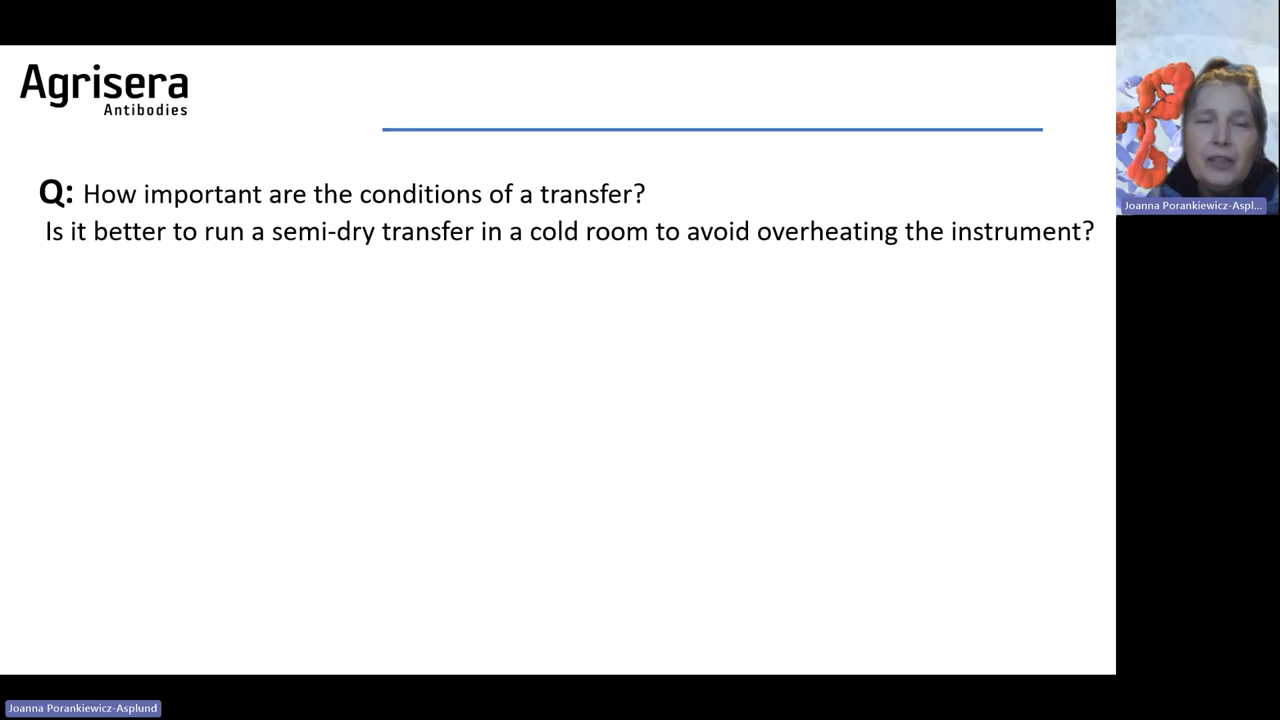 Agrisera
Antibodies
Q: How important are the conditions of a transfer?
Is it better to run a semi-dry transfer in a cold room to avoid overheating the instrument?
Joanna Porankiewicz-Aspl...
Joanna Porankiewicz-Asplund